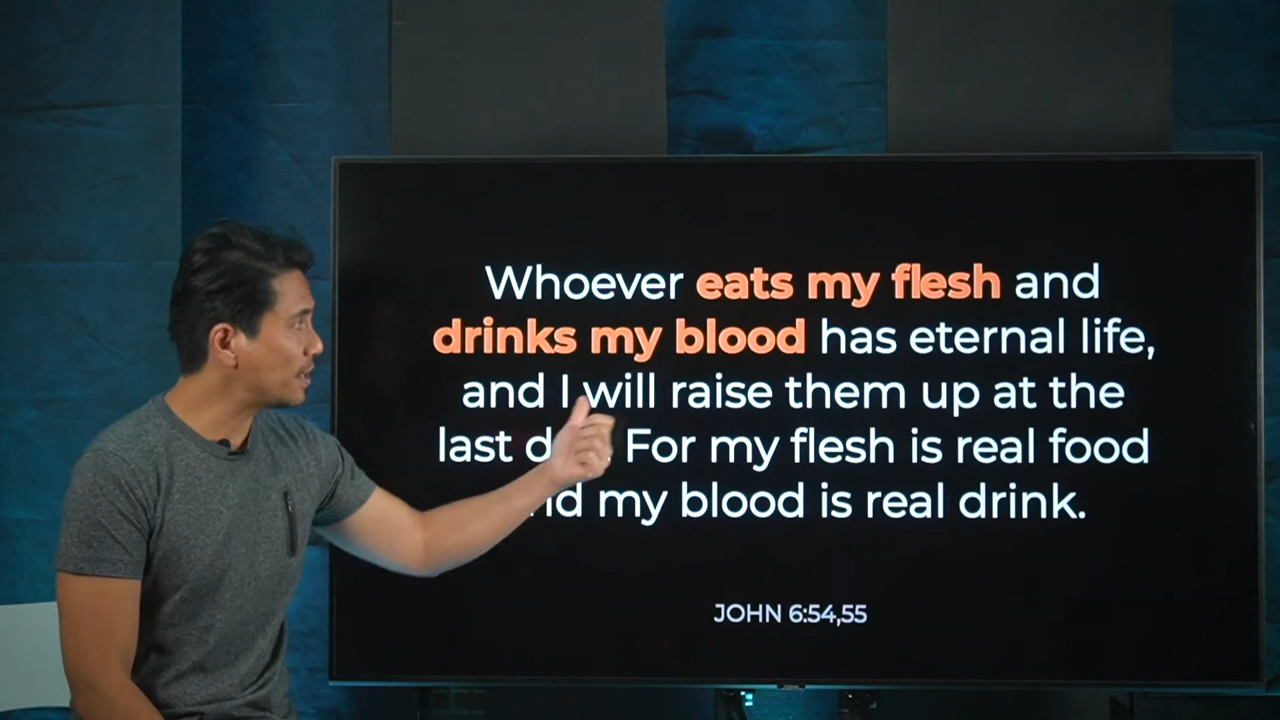 Whoever eats my flesh and
drinks my blood has eternal life,
and I will raise them up at the
last For my flesh is real food
my blood is real drink.
JOHN 6:54,55